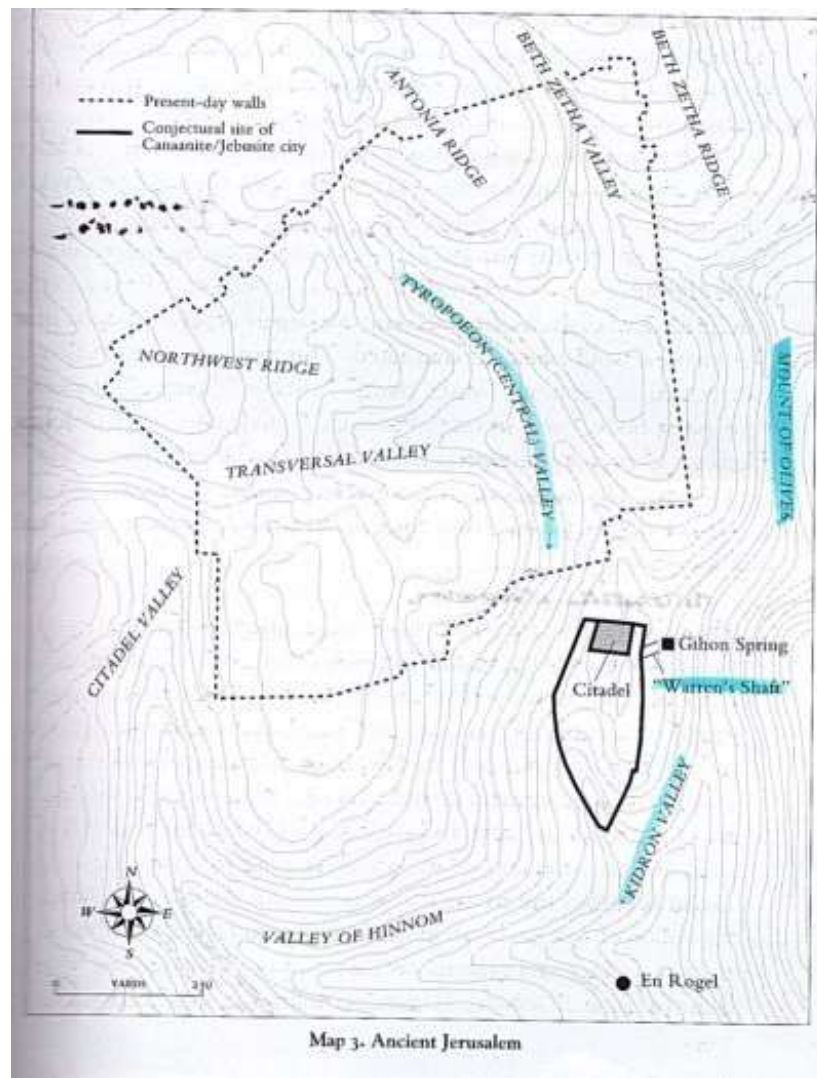 Present-day walls
Conjectural site of
Canaanite/Jebusite city
ANTONIA RIDGE
BETH ZETHA VALLEY
BETH ZETHA RIDGE
TYROPOEON (CENTRAL) VALLEY
NORTHWEST RIDGE
MOUNT OF OLIVES
TRANSVERSAL VALLEY
CITADEL VALLEY
Gihon Spring
Citadel
"Warren's Shaft"
KIDRON VALLEY
N
W
E
S
VALLEY OF HINNOM
0 YARDS
En Rogel
Map 3. Ancient Jerusalem